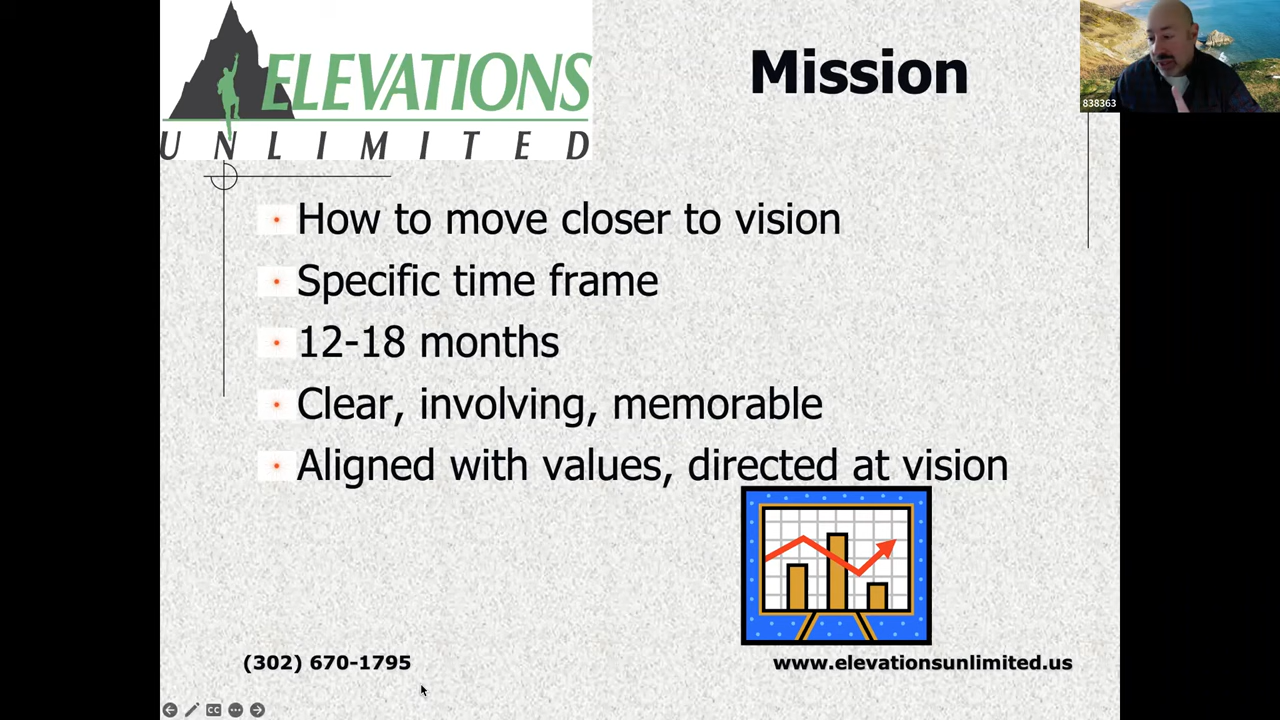 ELEVATIONS
UNLIMITED
Mission
838363
How to move closer to vision
Specific time frame
12-18 months
Clear, involving, memorable
Aligned with values, directed at vision
(302) 670-1795
www.elevationsunlimited.us
CC